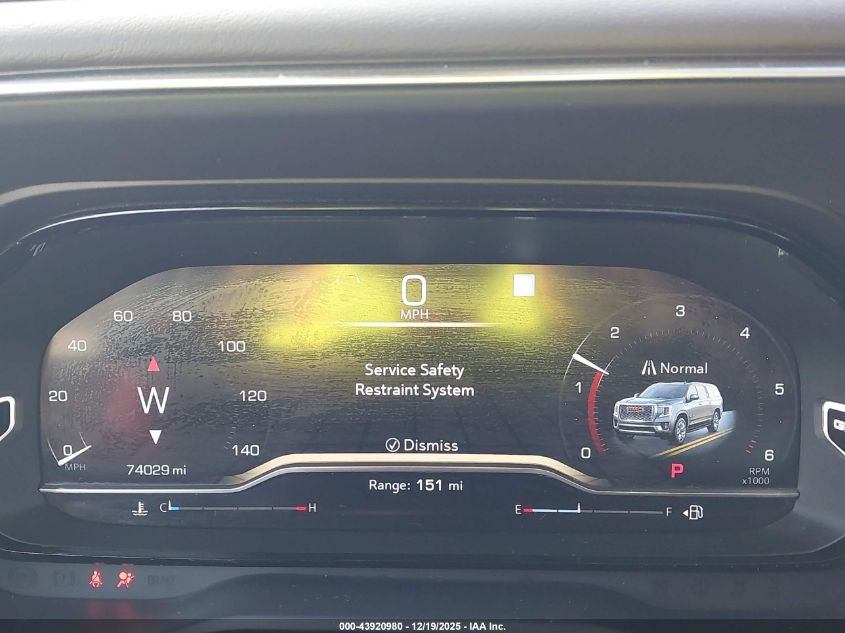 0
MPH
60 80
40 100
20 W 120
0 140
MPH
74029 mi
Service Safety
Restraint System
Dismiss
Range: 151 mi
C H
E F
3
2 4
1 5
0 6
Normal
P
RPM
x1000
BRAKE
000-43920980 - 12/19/2025 - IAA Inc.